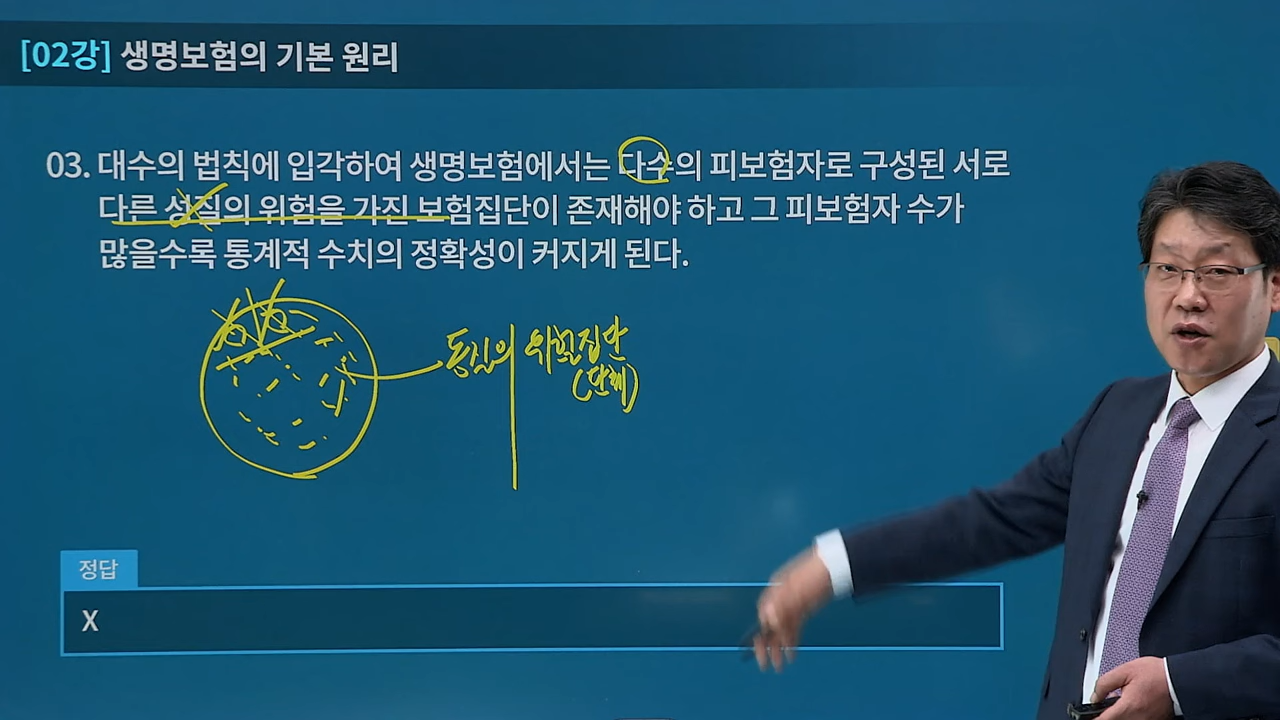 [02강] 생명보험의 기본 원리
03. 대수의 법칙에 입각하여 생명보험에서는 다수의 피보험자로 구성된 서로
다른 성질의 위험을 가진 보험집단이 존재해야 하고 그 피보험자 수가
많을수록 통계적 수치의 정확성이 커지게 된다.
동질의 위험집단
(단체)
정답
X